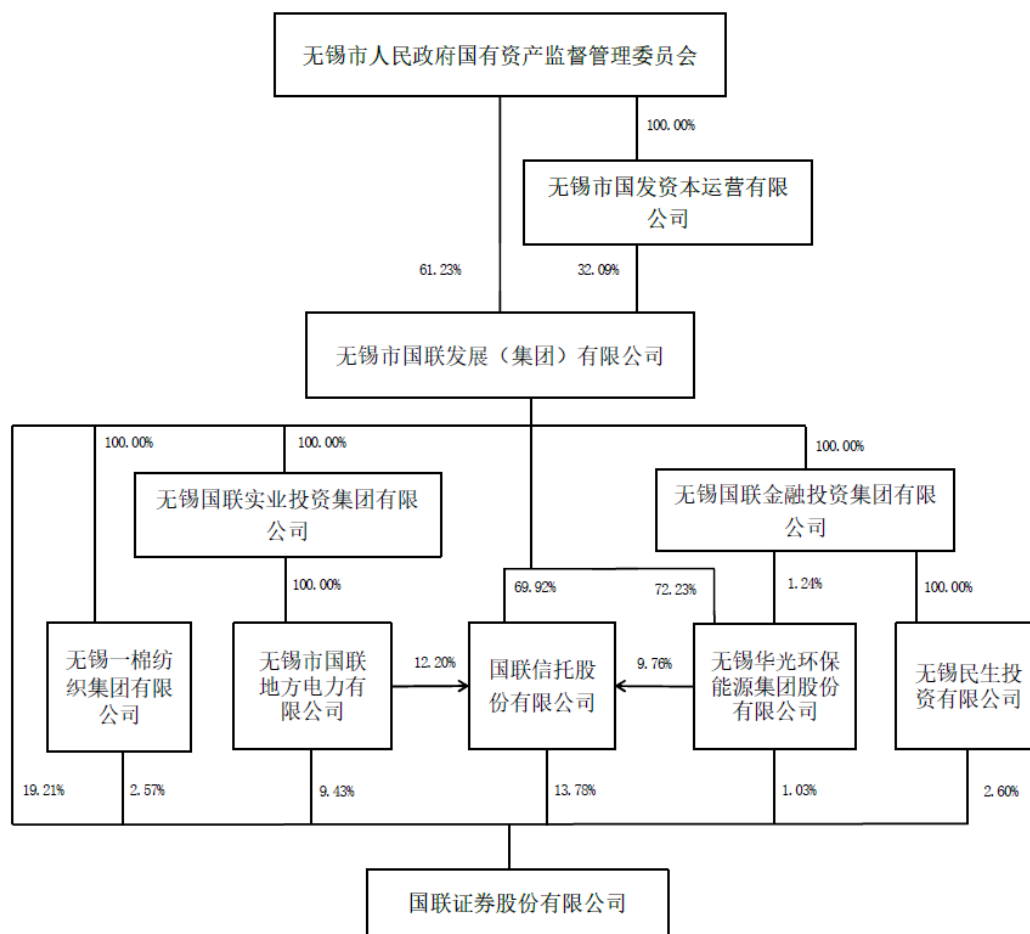 无锡市人民政府国有资产监督管理委员会
100.00%
无锡市国发资本运营有限
公司
61.23%
32.09%
无锡市国联发展（集团）有限公司
100.00%
100.00%
100.00%
无锡国联实业投资集团有限
公司
无锡国联金融投资集团有限
公司
100.00%
69.92%
72.23%
1.24%
100.00%
无锡一棉纺
织集团有限
公司
无锡市国联
地方电力有
限公司
12.20%
国联信托股
份有限公司
9.76%
无锡华光环保
能源集团股份
有限公司
无锡民生投
资有限公司
19.21%
2.57%
9.43%
13.78%
1.03%
2.60%
国联证券股份有限公司